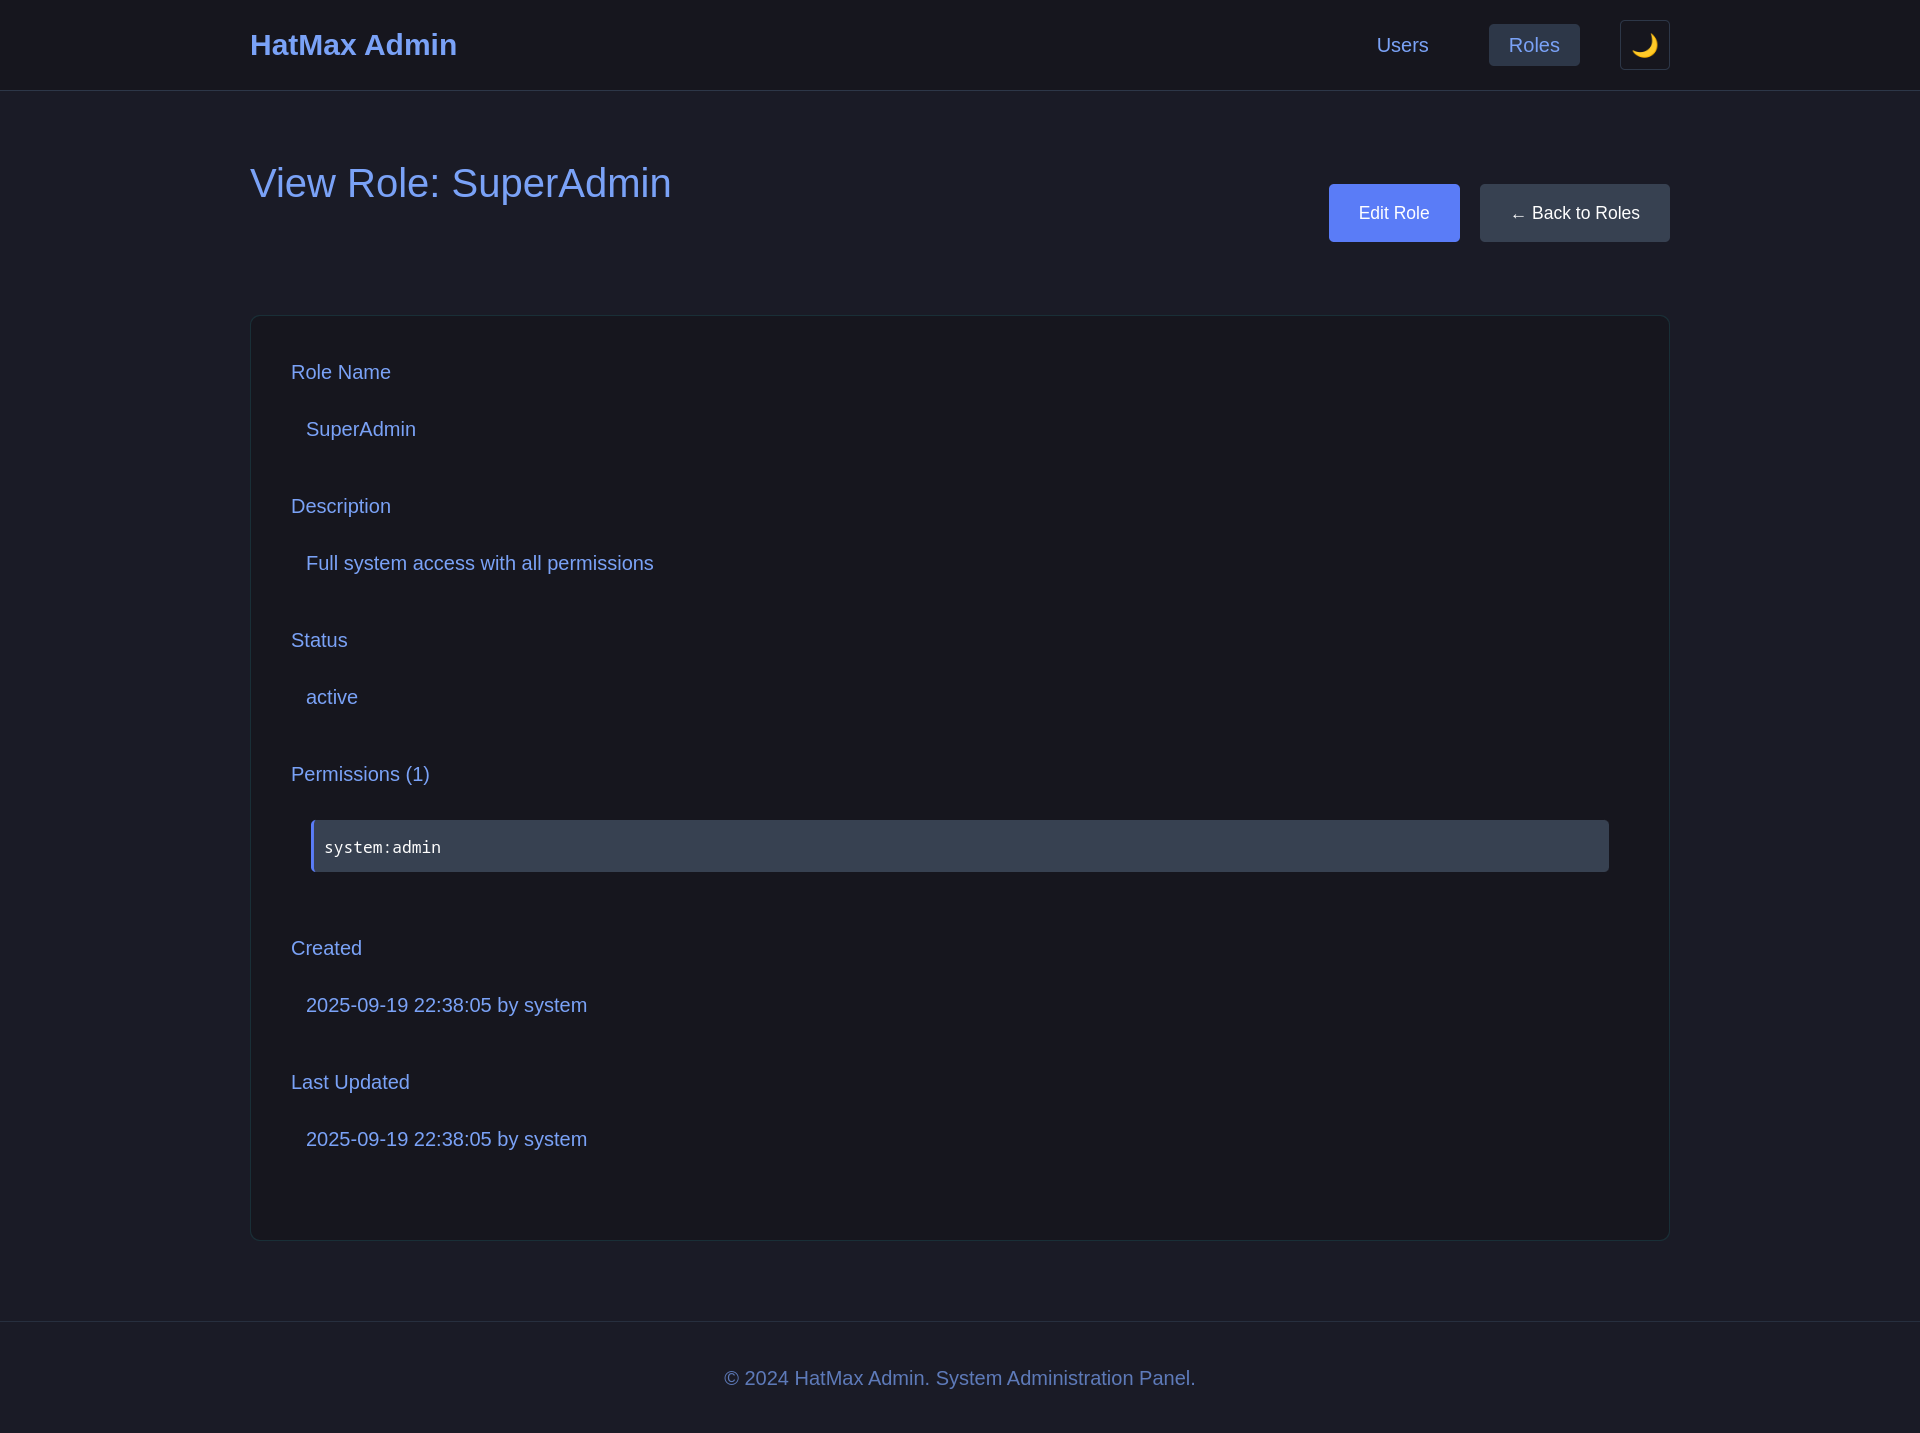 HatMax Admin
Users
Roles
View Role: SuperAdmin
Edit Role
← Back to Roles
Role Name
SuperAdmin
Description
Full system access with all permissions
Status
active
Permissions (1)
system:admin
Created
2025-09-19 22:38:05 by system
Last Updated
2025-09-19 22:38:05 by system
© 2024 HatMax Admin. System Administration Panel.